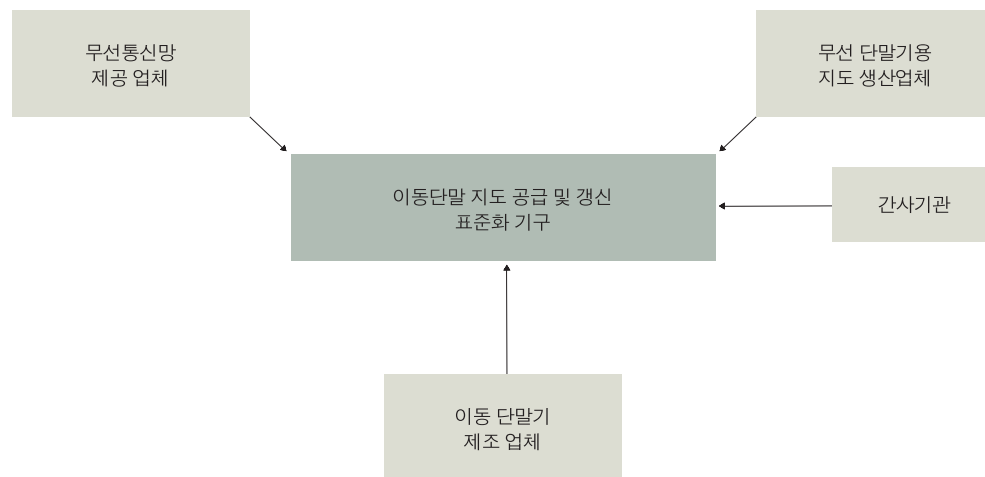 무선통신망
제공 업체
무선 단말기용
지도 생산업체
이동단말 지도 공급 및 갱신
표준화 기구
간사기관
이동 단말기
제조 업체